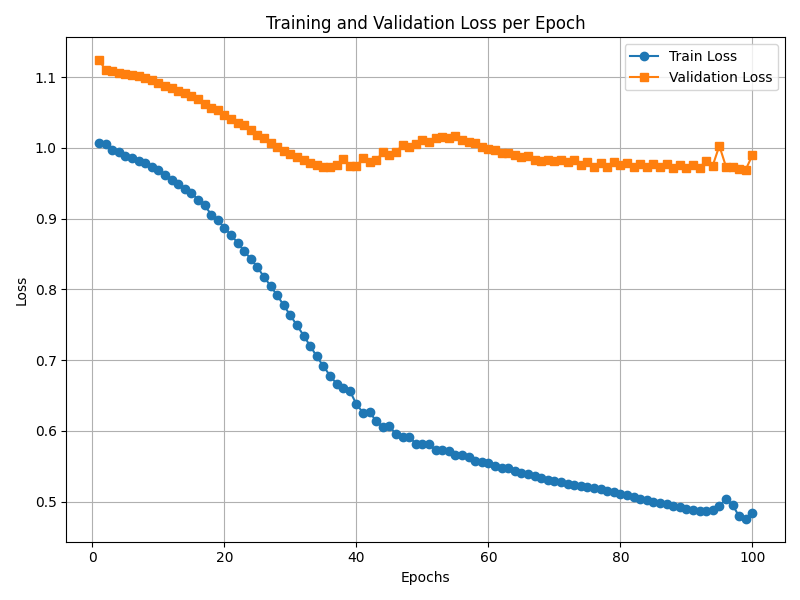 Training and Validation Loss per Epoch
Train Loss
Validation Loss
1.1
1.0
0.9
0.8
0.7
0.6
0.5
Loss
0 20 40 60 80 100
Epochs